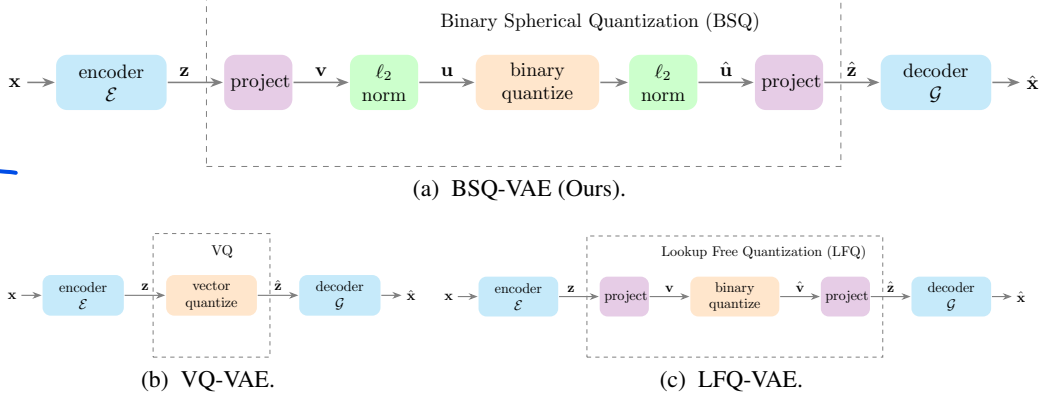 Binary Spherical Quantization (BSQ)
x encoder ℰ z project v ℓ₂ norm u binary quantize ℓ₂ norm û project ẑ decoder 𝒢 x̂
(a) BSQ-VAE (Ours).
VQ
x encoder ℰ z vector quantize ẑ decoder 𝒢 x̂
(b) VQ-VAE.
Lookup Free Quantization (LFQ)
x encoder ℰ z project v binary quantize v̂ project ẑ decoder 𝒢 x̂
(c) LFQ-VAE.